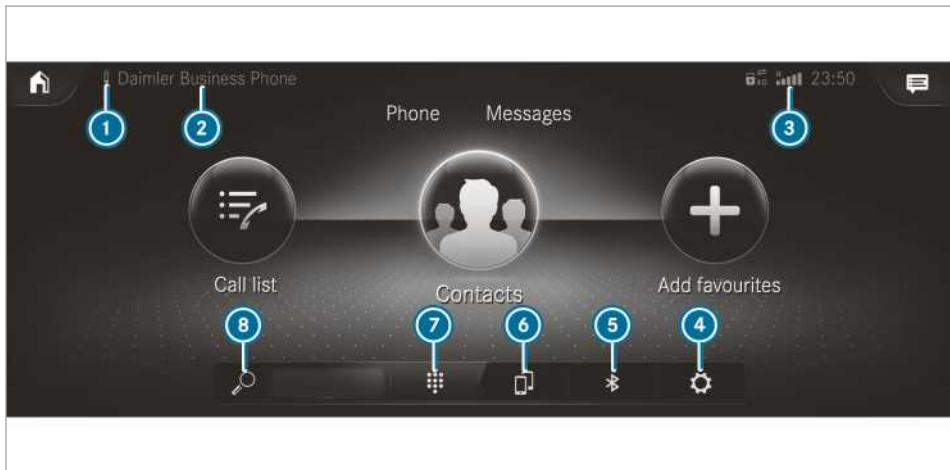 Daimler Business Phone 4G 23:50
1 2 3
Phone Messages
Call list Contacts Add favourites
8 7 6 5 4